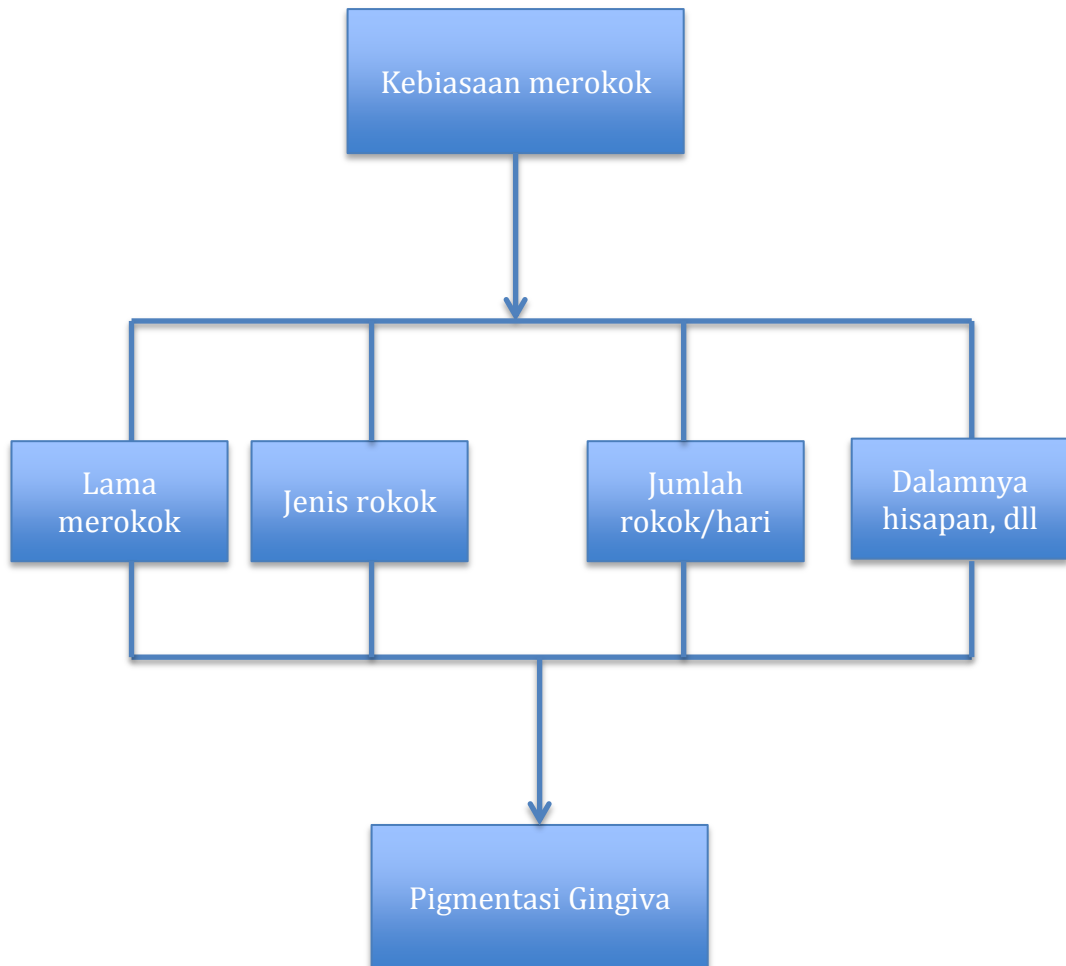 Kebiasaan merokok
Lama
merokok
Jenis rokok
Jumlah
rokok/hari
Dalamnya
hisapan, dll
Pigmentasi Gingiva